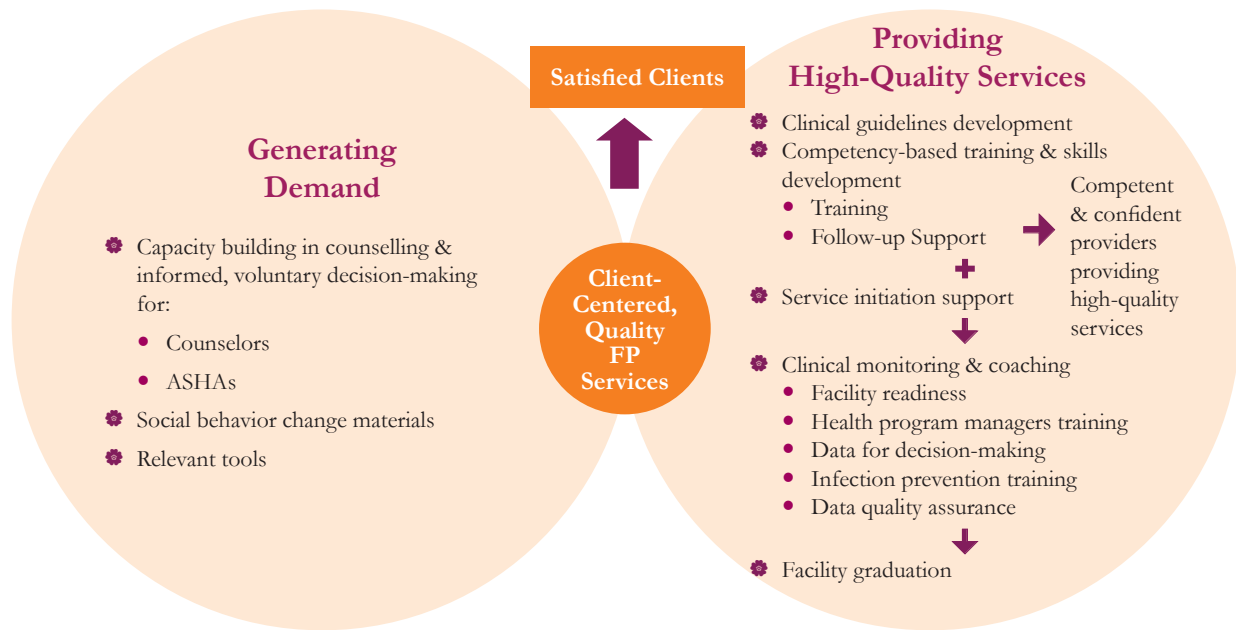 Generating
Demand
Capacity building in counselling &
informed, voluntary decision-making
for:
Counselors
ASHAs
Social behavior change materials
Relevant tools
Satisfied Clients
Client-
Centered,
Quality
FP
Services
Providing
High-Quality Services
Clinical guidelines development
Competency-based training & skills
development
Training
Follow-up Support
Competent
& confident
providers
providing
high-quality
services
Service initiation support
Clinical monitoring & coaching
Facility readiness
Health program managers training
Data for decision-making
Infection prevention training
Data quality assurance
Facility graduation